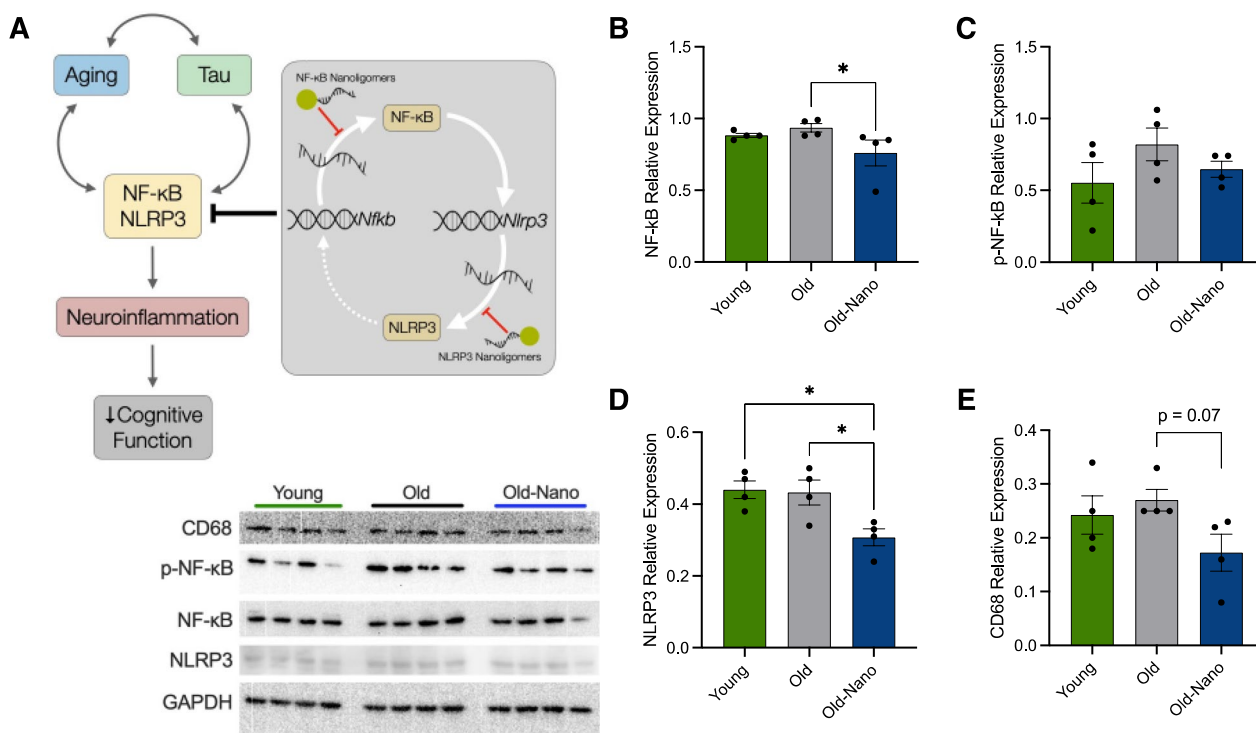 A
Aging
Tau
NF-κB
NLRP3
Neuroinflammation
↓Cognitive
Function
NF-κB Nanoligomers
NF-κB
Nfkb
Nlrp3
NLRP3
NLRP3 Nanoligomers
Young
Old
Old-Nano
CD68
p-NF-κB
NF-κB
NLRP3
GAPDH
B
NF-kB Relative Expression
1.5
1.0
0.5
0.0
*
Young
Old
Old-Nano
C
p-NF-kB Relative Expression
1.5
1.0
0.5
0.0
Young
Old
Old-Nano
D
NLRP3 Relative Expression
0.6
0.4
0.2
0.0
*
*
Young
Old
Old-Nano
E
CD68 Relative Expression
0.4
0.3
0.2
0.1
0.0
p = 0.07
Young
Old
Old-Nano